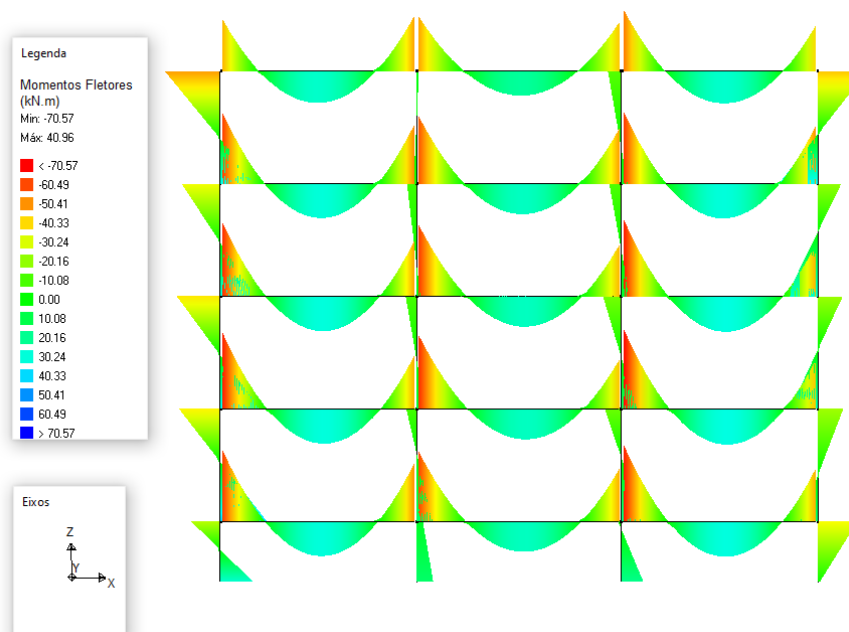 Legenda
Momentos Fletores
(kN.m)
Min: -70.57
Máx: 40.96
< -70.57
-60.49
-50.41
-40.33
-30.24
-20.16
-10.08
0.00
10.08
20.16
30.24
40.33
50.41
60.49
> 70.57
Eixos
Z
Y
X